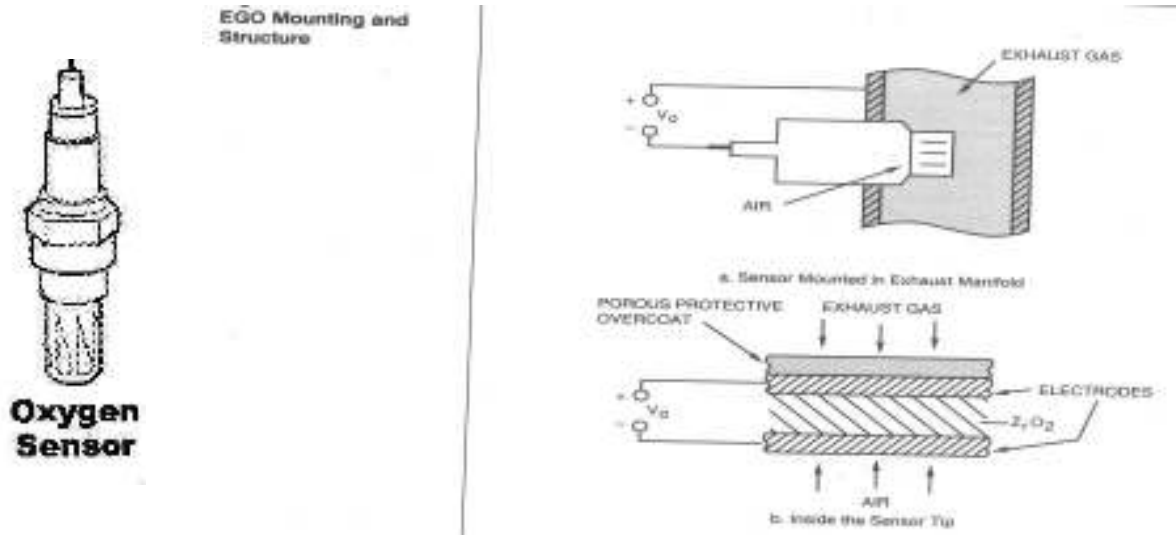 EGO Mounting and
Structure
Oxygen
Sensor
EXHAUST GAS
+
Vo
-
AIR
a. Sensor Mounted in Exhaust Manifold
POROUS PROTECTIVE
OVERCOAT
EXHAUST GAS
ELECTRODES
+
Vo
-
ZrO2
AIR
b. Inside the Sensor Tip